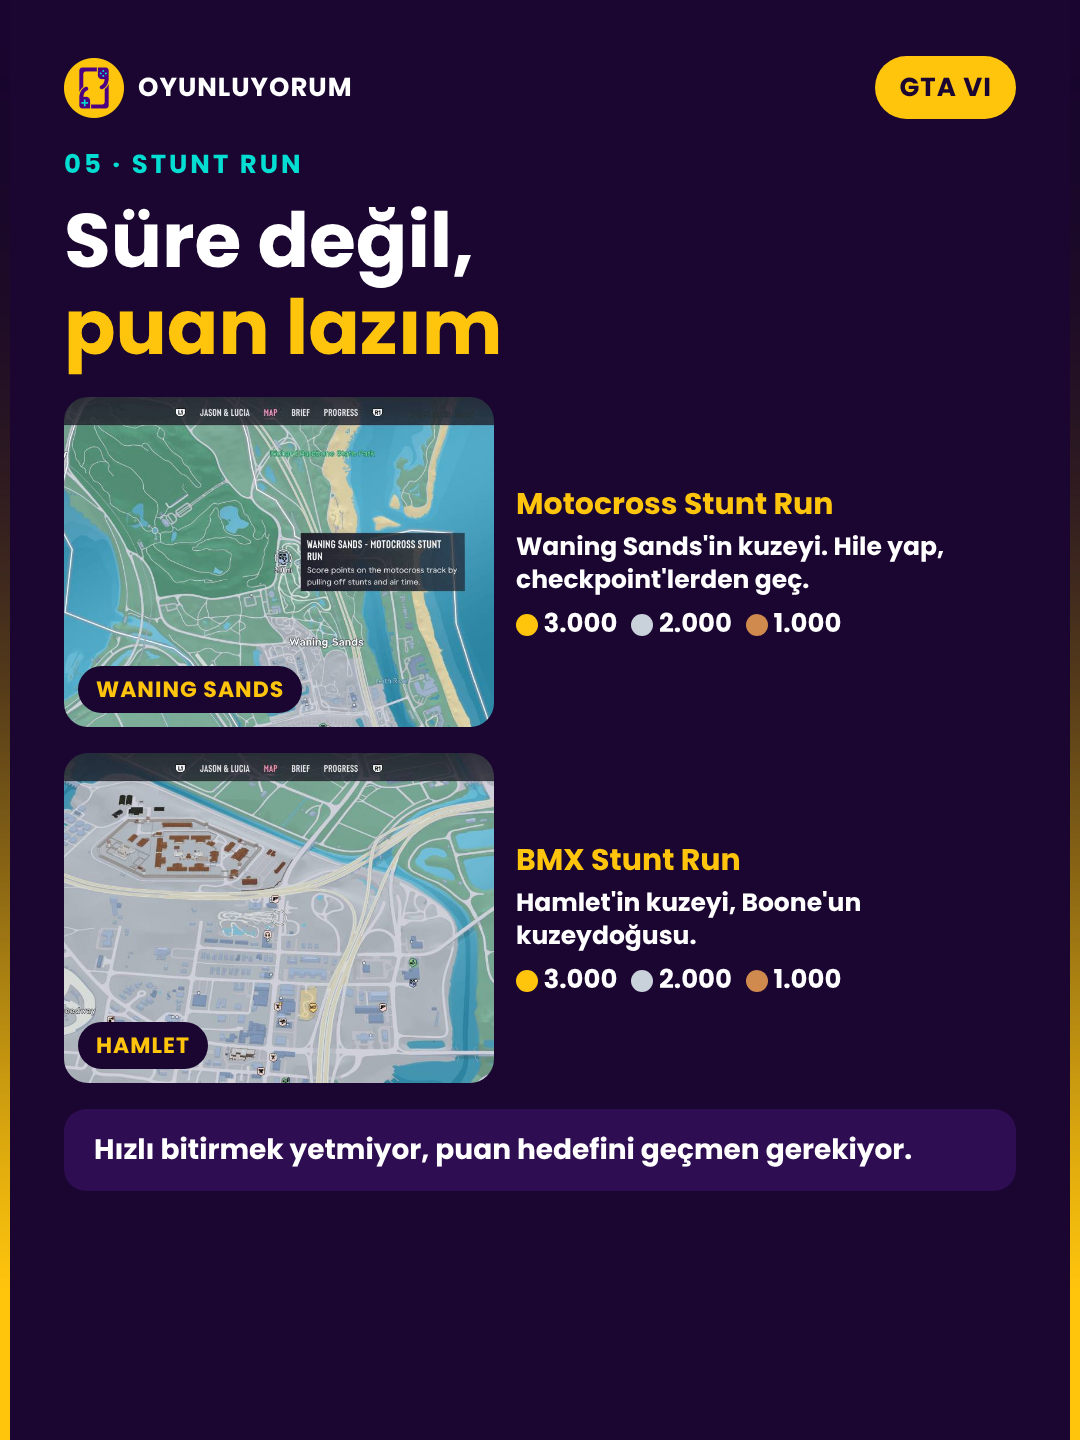 OYUNLUYORUM
GTA VI
05 · STUNT RUN
Süre değil,
puan lazım
L1 JASON & LUCIA MAP BRIEF PROGRESS R1
WANING SANDS - MOTOCROSS STUNT
RUN
Score points on the motocross track by
pulling off stunts and air time.
Waning Sands
WANING SANDS
Motocross Stunt Run
Waning Sands'in kuzeyi. Hile yap,
checkpoint'lerden geç.
3.000 2.000 1.000
L1 JASON & LUCIA MAP BRIEF PROGRESS R1
HAMLET
BMX Stunt Run
Hamlet'in kuzeyi, Boone'un
kuzeydoğusu.
3.000 2.000 1.000
Hızlı bitirmek yetmiyor, puan hedefini geçmen gerekiyor.